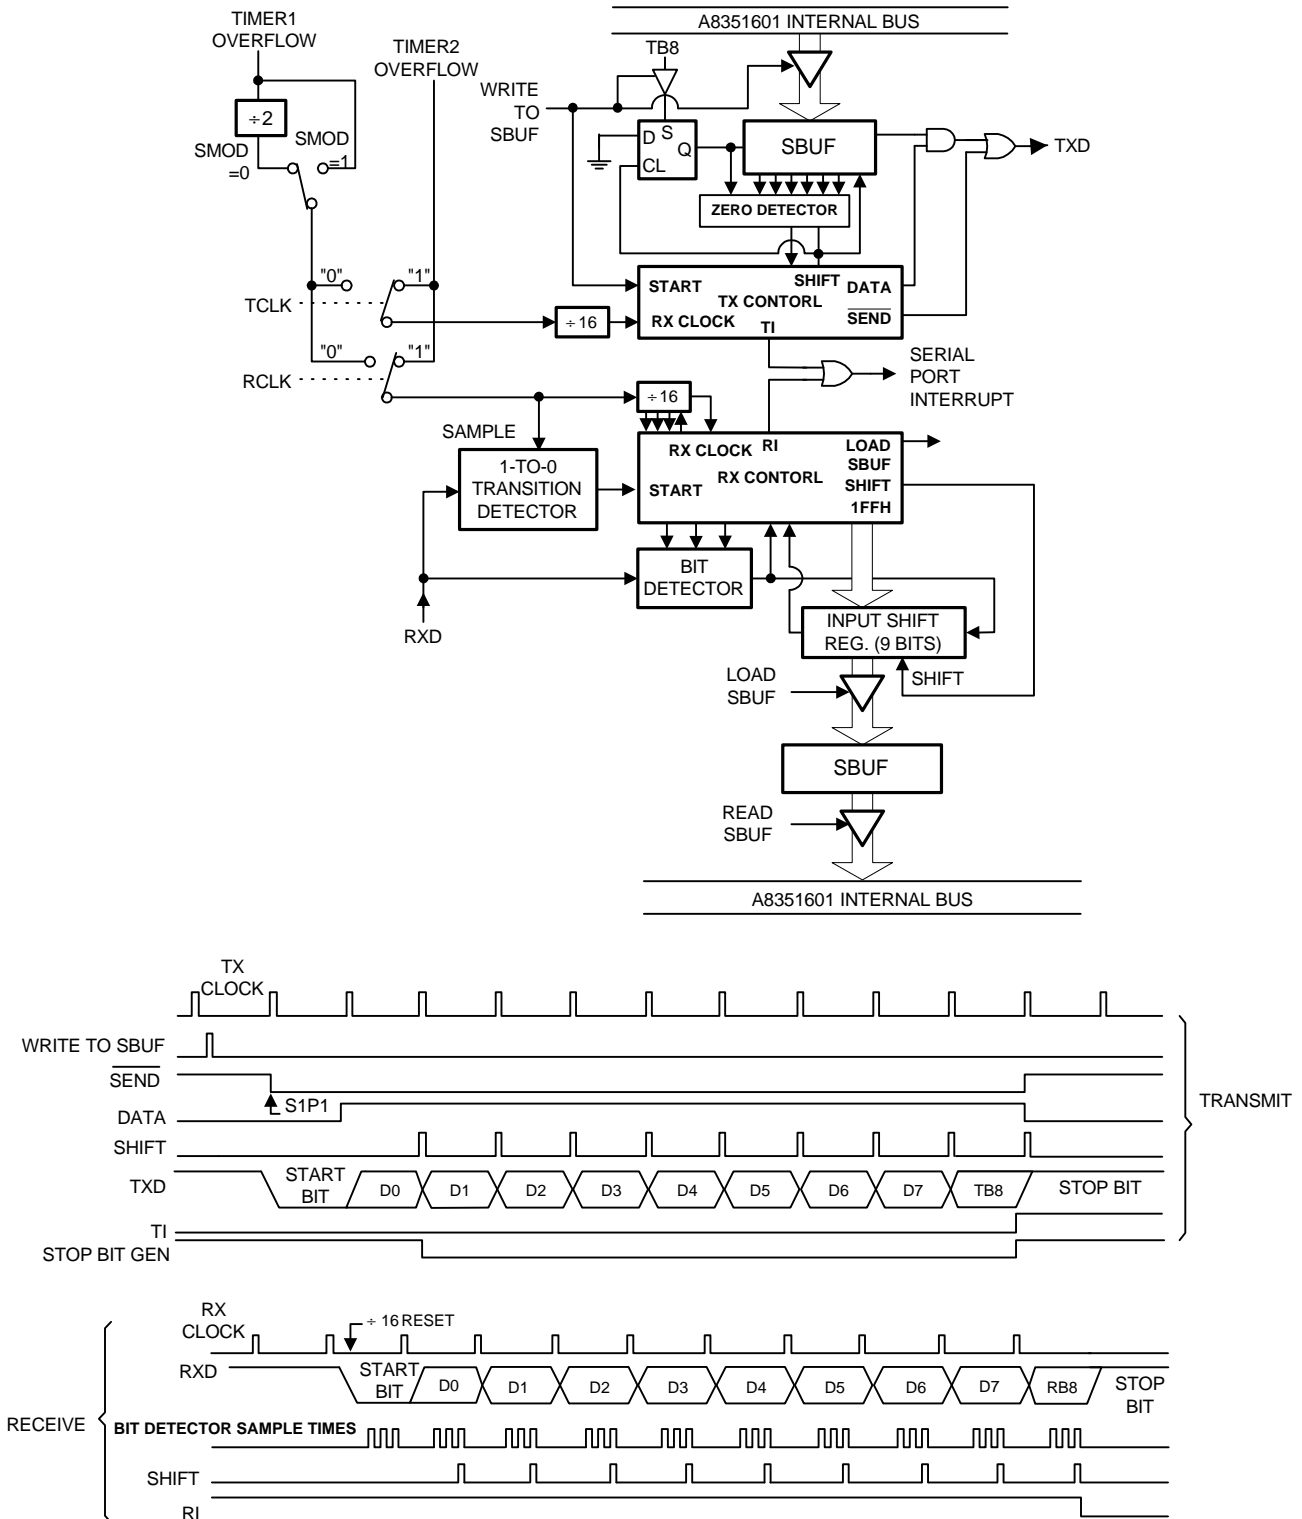 TIMER1
OVERFLOW
TIMER2
OVERFLOW
÷2
SMOD
=0
SMOD
=1
"0"
"1"
TCLK
"0"
"1"
RCLK
A8351601 INTERNAL BUS
TB8
WRITE
TO
SBUF
D
S
Q
CL
SBUF
TXD
ZERO DETECTOR
START
SHIFT
DATA
TX CONTORL
SEND
RX CLOCK
TI
÷16
SERIAL
PORT
INTERRUPT
÷16
SAMPLE
1-TO-0
TRANSITION
DETECTOR
RX CLOCK
RI
LOAD
SBUF
START
RX CONTORL
SHIFT
1FFH
BIT
DETECTOR
RXD
INPUT SHIFT
REG. (9 BITS)
LOAD
SBUF
SHIFT
SBUF
READ
SBUF
A8351601 INTERNAL BUS
TX
CLOCK
WRITE TO SBUF
SEND
S1P1
DATA
SHIFT
TXD
START
BIT
D0 D1 D2 D3 D4 D5 D6 D7 TB8 STOP BIT
TI
STOP BIT GEN
TRANSMIT
RX
CLOCK
÷ 16 RESET
RXD
START
BIT
D0 D1 D2 D3 D4 D5 D6 D7 RB8 STOP
BIT
RECEIVE
BIT DETECTOR SAMPLE TIMES
SHIFT
RI